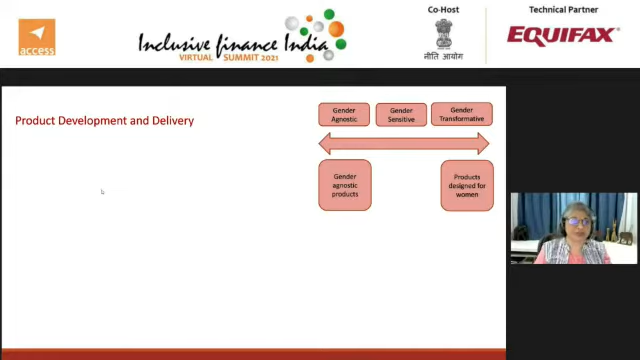 access
Inclusive finance India
VIRTUAL SUMMIT 2021
Co-Host
नीति आयोग
Technical Partner
EQUIFAX
Product Development and Delivery
Gender
Agnostic
Gender
Sensitive
Gender
Transformative
Gender
agnostic
products
Products
designed for
women